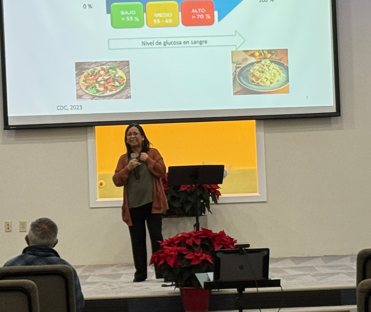 0 %
100 %
BAJO
< 55 %
MEDIO
55 - 69
ALTO
> 70 %
Nivel de glucosa en sangre
CDC, 2023